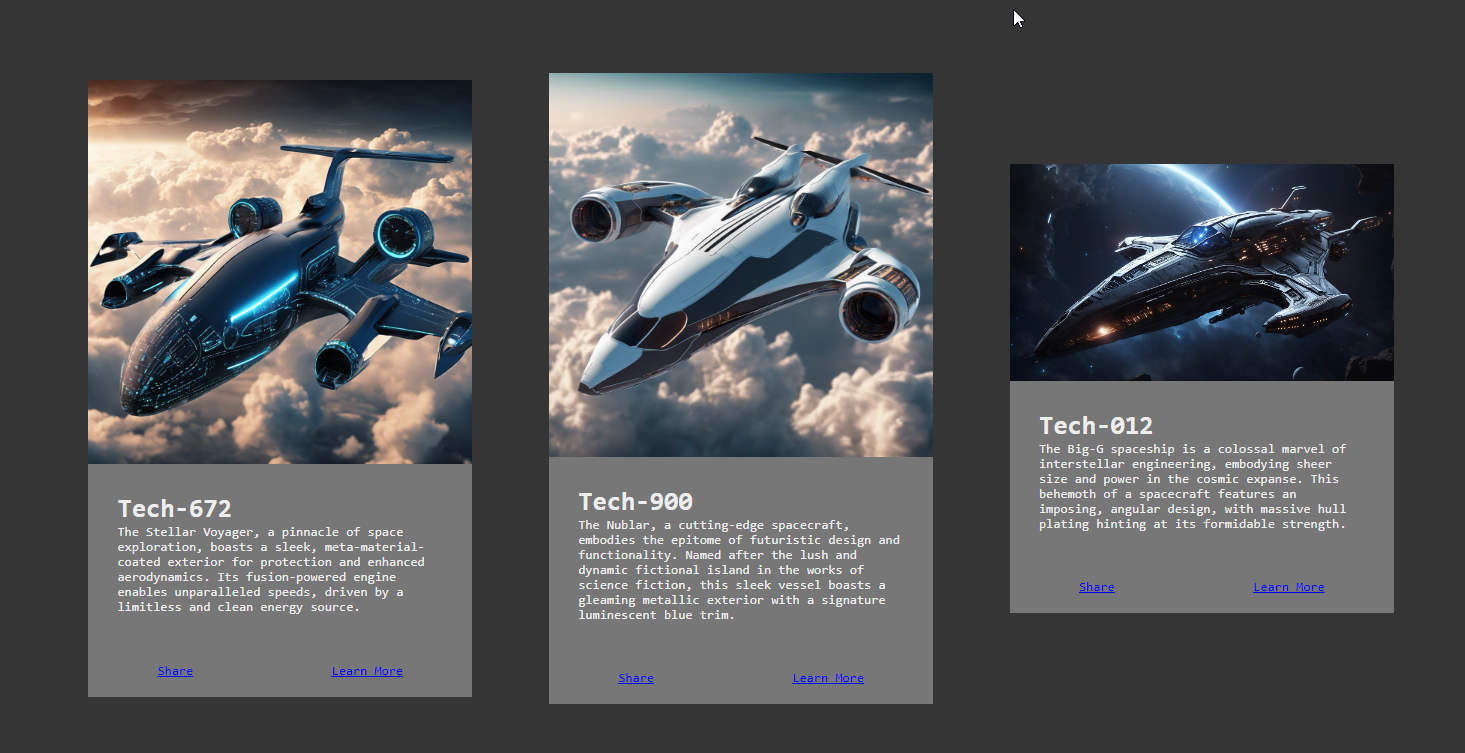 Tech-672
The Stellar Voyager, a pinnacle of space
exploration, boasts a sleek, meta-material-
coated exterior for protection and enhanced
aerodynamics. Its fusion-powered engine
enables unparalleled speeds, driven by a
limitless and clean energy source.
Share
Learn More
Tech-900
The Nublar, a cutting-edge spacecraft,
embodies the epitome of futuristic design and
functionality. Named after the lush and
dynamic fictional island in the works of
science fiction, this sleek vessel boasts a
gleaming metallic exterior with a signature
luminescent blue trim.
Share
Learn More
Tech-012
The Big-G spaceship is a colossal marvel of
interstellar engineering, embodying sheer
size and power in the cosmic expanse. This
behemoth of a spacecraft features an
imposing, angular design, with massive hull
plating hinting at its formidable strength.
Share
Learn More